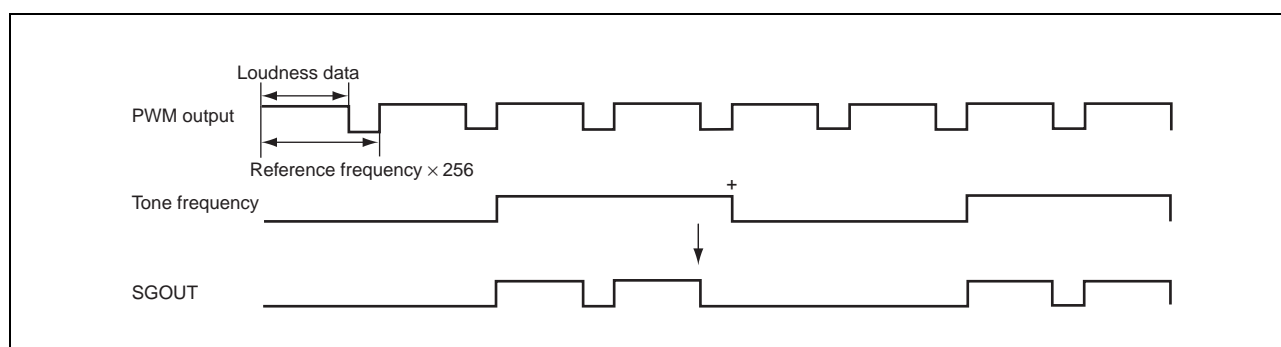 Loudness data
PWM output
Reference frequency × 256
+
Tone frequency
SGOUT